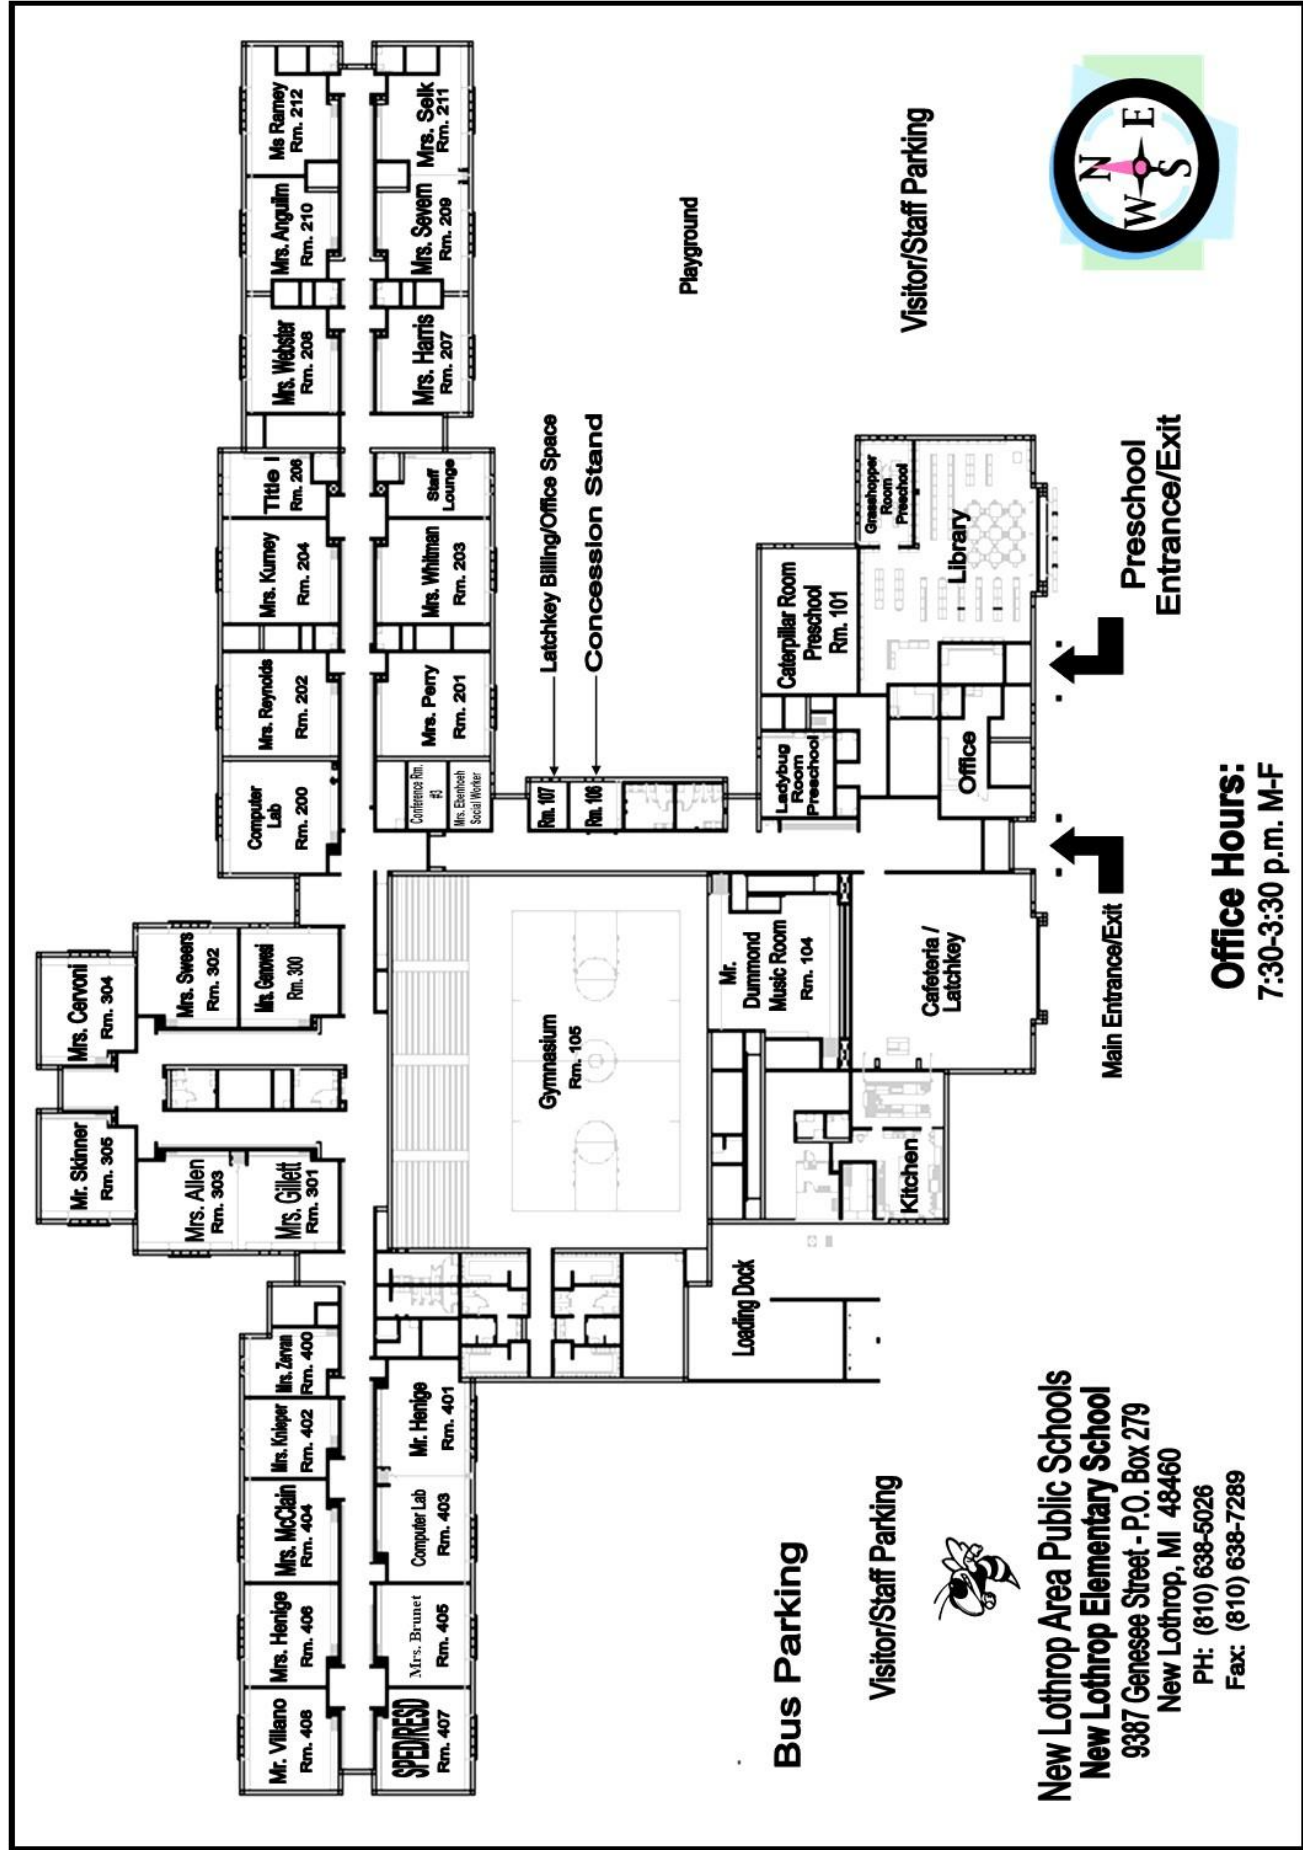 Mr. Skinner
Rm. 305
Mrs. Cervoni
Rm. 304
Mrs. Allen
Rm. 303
Mrs. Sweers
Rm. 302
Mrs. Gillett
Rm. 301
Mrs. Genovesi
Rm. 300
Mr. Villano
Rm. 408
Mrs. Henige
Rm. 406
Mrs. McClain
Rm. 404
Mrs. Knieper
Rm. 402
Mrs. Zervan
Rm. 400
Computer
Lab
Rm. 200
Mrs. Reynolds
Rm. 202
Mrs. Kurney
Rm. 204
Title I
Rm. 206
Mrs. Webster
Rm. 208
Mrs. Anguilm
Rm. 210
Ms Ramey
Rm. 212
SPED/RESD
Rm. 407
Mrs. Brunet
Rm. 405
Computer Lab
Rm. 403
Mr. Henige
Rm. 401
Conference Rm.
#3
Mrs. Ebenhoeh
Social Worker
Mrs. Perry
Rm. 201
Mrs. Whitman
Rm. 203
Staff
Lounge
Mrs. Harris
Rm. 207
Mrs. Severn
Rm. 209
Mrs. Selk
Rm. 211
Gymnasium
Rm. 105
Rm. 107
Latchkey Billing/Office Space
Rm. 106
Concession Stand
Playground
Loading Dock
Mr.
Dummond
Music Room
Rm. 104
Ladybug
Room
Preschool
Caterpillar Room
Preschool
Rm. 101
Grasshopper
Room
Preschool
Bus Parking
Visitor/Staff Parking
Kitchen
Cafeteria /
Latchkey
Office
Library
Visitor/Staff Parking
Main Entrance/Exit
Preschool
Entrance/Exit
N
W E
S
New Lothrop Area Public Schools
New Lothrop Elementary School
9387 Genesee Street - P.O. Box 279
New Lothrop, MI 48460
PH: (810) 638-5026
Fax: (810) 638-7289
Office Hours:
7:30-3:30 p.m. M-F